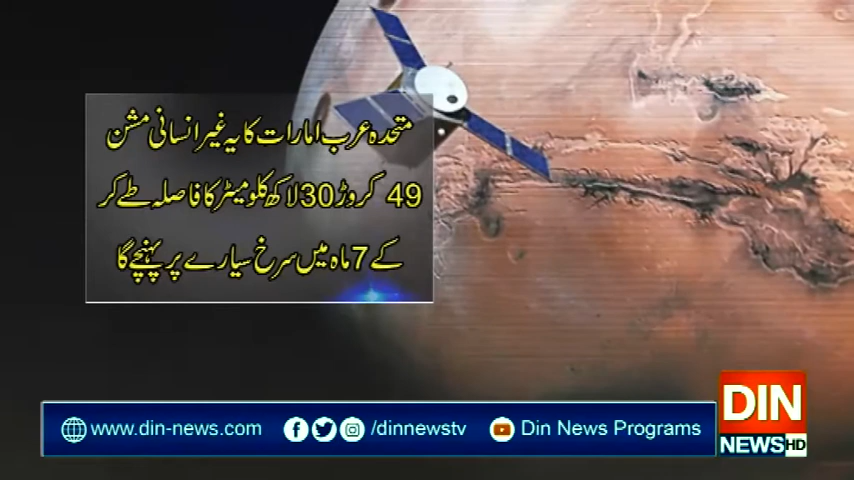 متحدہ عرب امارات کا یہ غیر انسانی مشن
49 کروڑ 30 لاکھ کلومیٹر کا فاصلہ طے کر
کے 7 ماہ میں سرخ سیارے پر پہنچے گا
www.din-news.com /dinnewstv Din News Programs
DIN
NEWS HD